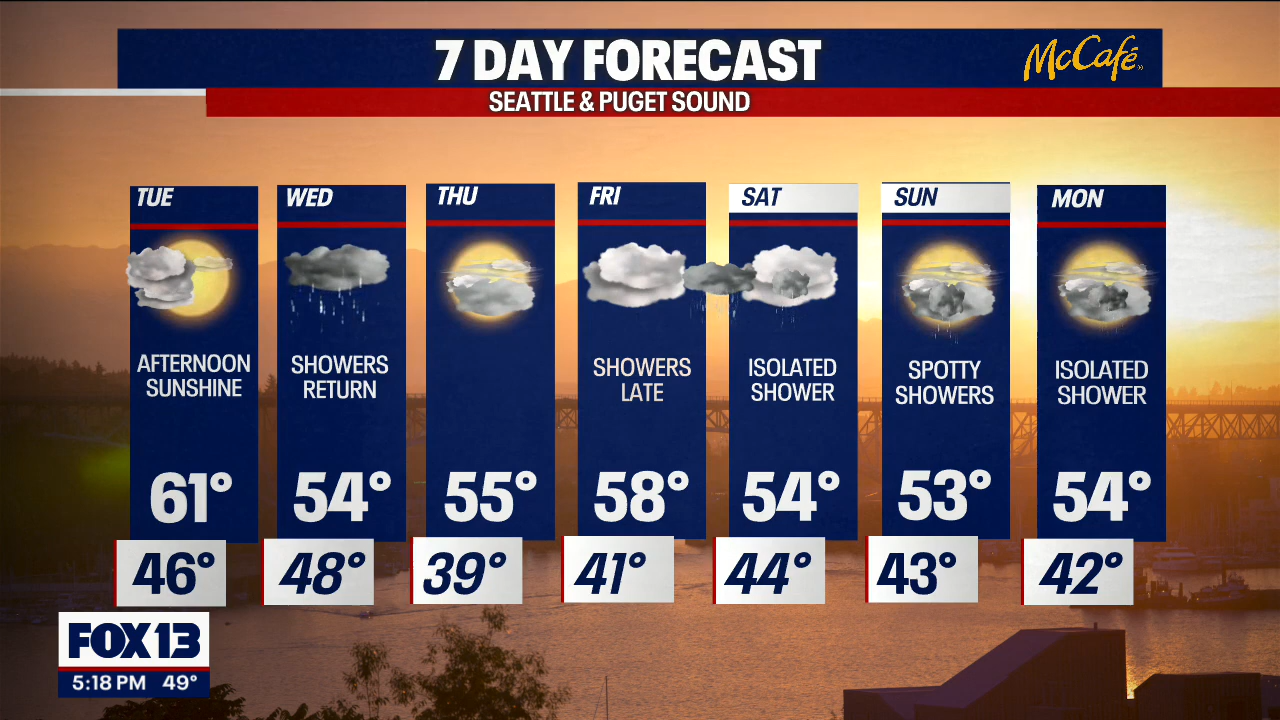 7 DAY FORECAST
McCafé
SEATTLE & PUGET SOUND
TUE
AFTERNOON
SUNSHINE
61°
46°
WED
SHOWERS
RETURN
54°
48°
THU
55°
39°
FRI
SHOWERS
LATE
58°
41°
SAT
ISOLATED
SHOWER
54°
44°
SUN
SPOTTY
SHOWERS
53°
43°
MON
ISOLATED
SHOWER
54°
42°
FOX 13
5:18 PM 49°